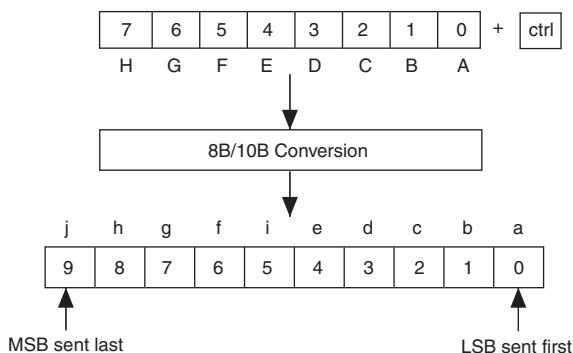 7 6 5 4 3 2 1 0 + ctrl
H G F E D C B A
8B/10B Conversion
j h g f i e d c b a
9 8 7 6 5 4 3 2 1 0
MSB sent last LSB sent first